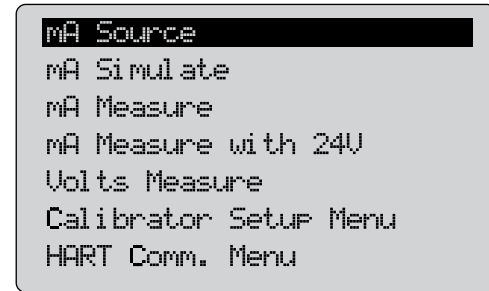 mA Source
mA Simulate
mA Measure
mA Measure with 24V
Volts Measure
Calibrator Setup Menu
HART Comm. Menu